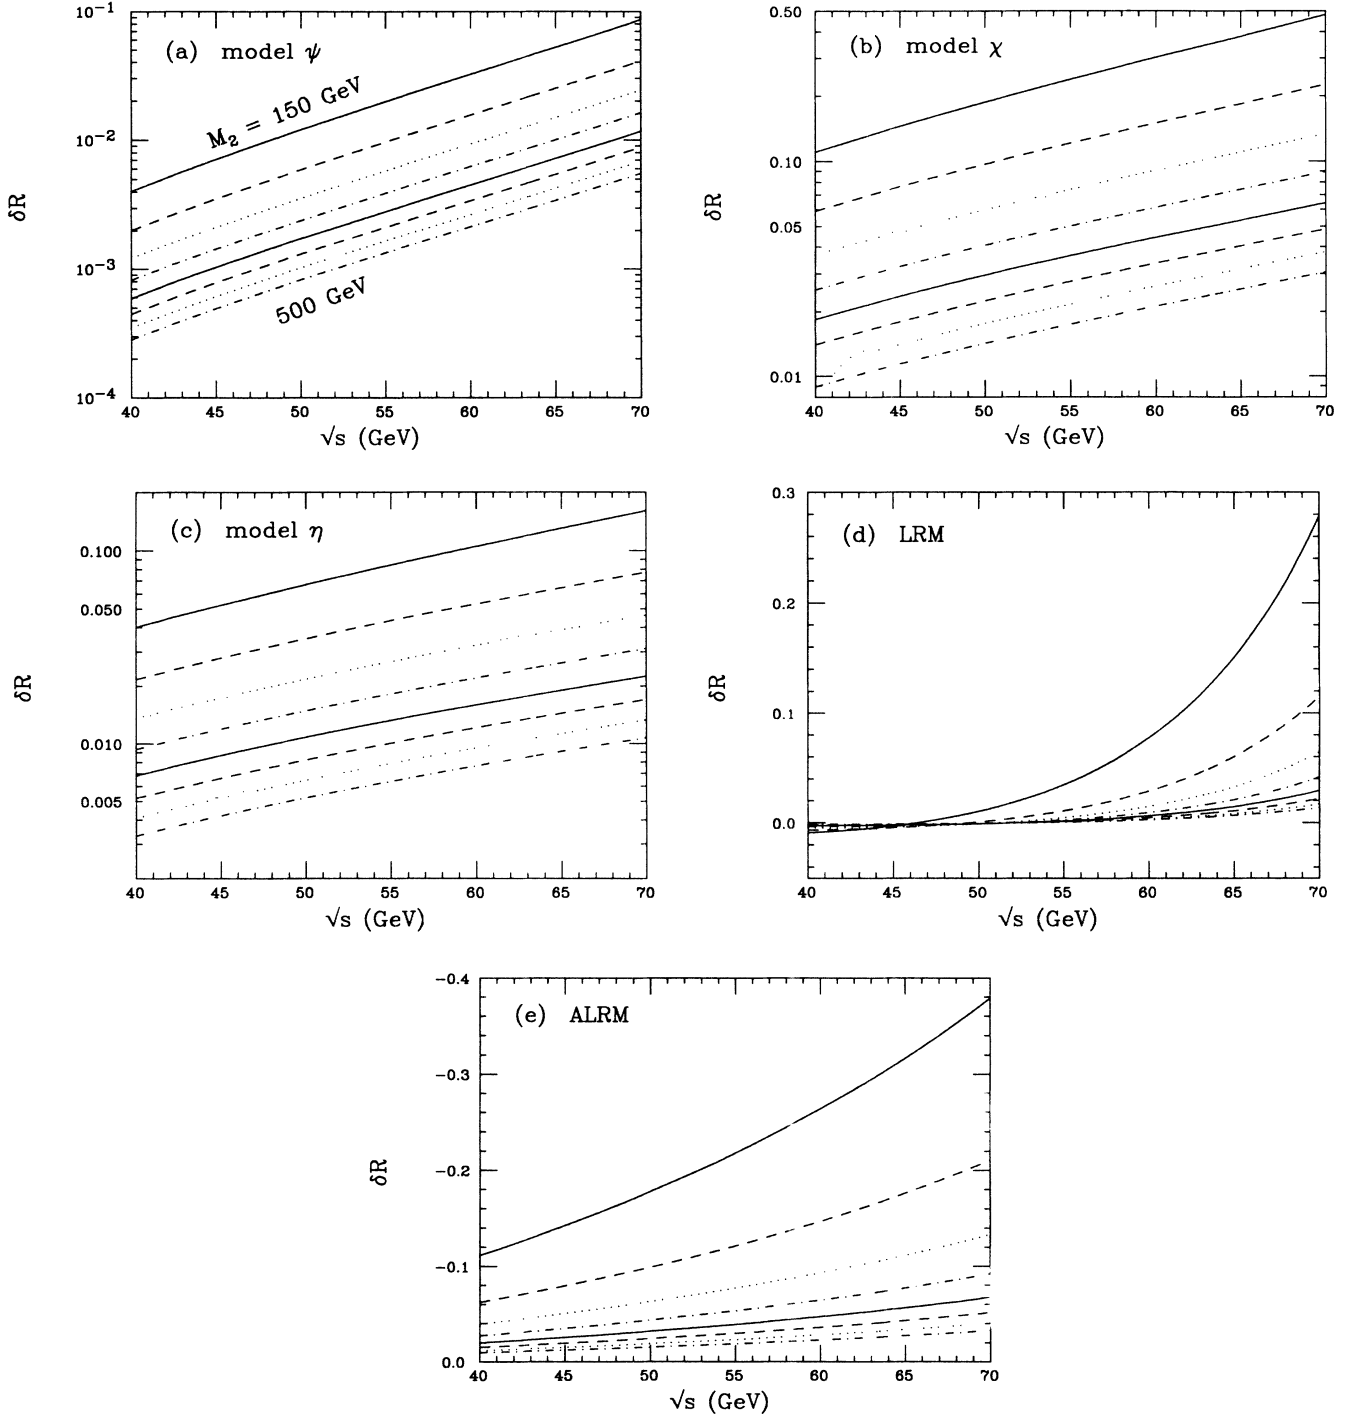 (a) model ψ
M₂ = 150 GeV
500 GeV
10⁻¹
10⁻²
10⁻³
10⁻⁴
δR
40 45 50 55 60 65 70
√s (GeV)
(b) model χ
0.50
0.10
0.05
0.01
δR
40 45 50 55 60 65 70
√s (GeV)
(c) model η
0.100
0.050
0.010
0.005
δR
40 45 50 55 60 65 70
√s (GeV)
(d) LRM
0.3
0.2
0.1
0.0
δR
40 45 50 55 60 65 70
√s (GeV)
(e) ALRM
−0.4
−0.3
−0.2
−0.1
0.0
δR
40 45 50 55 60 65 70
√s (GeV)